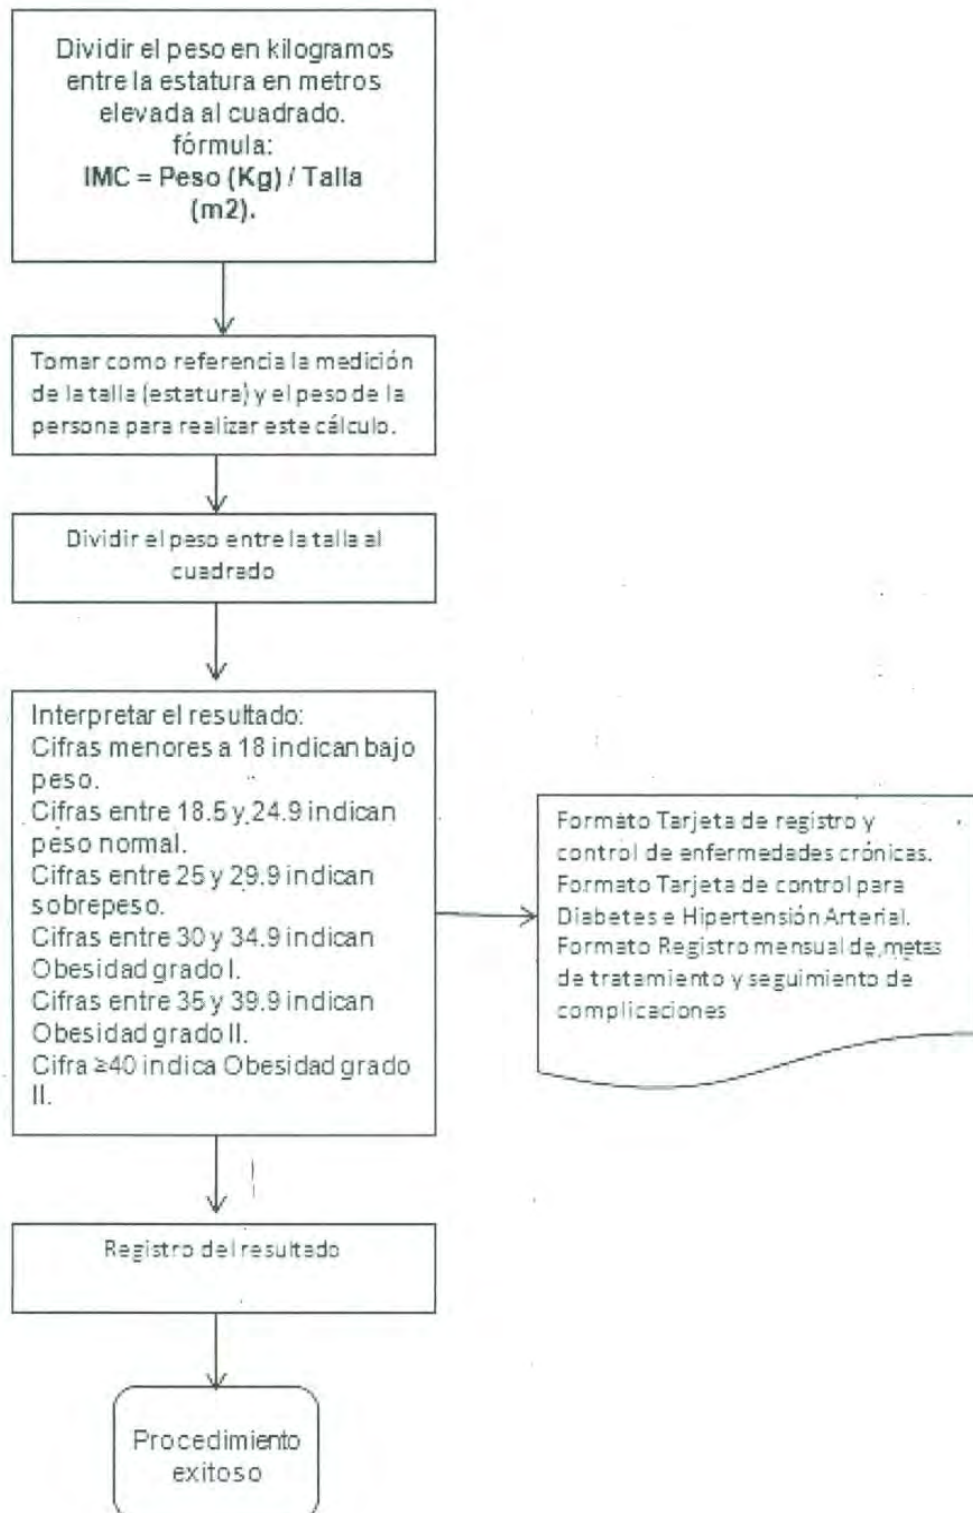 Dividir el peso en kilogramos
entre la estatura en metros
elevada al cuadrado.
fórmula:
IMC = Peso (Kg) / Talla
(m2).
Tomar como referencia la medición
de la talla (estatura) y el peso de la
persona para realizar este cálculo.
Dividir el peso entre la talla al
cuadrado
Interpretar el resultado:
Cifras menores a 18 indican bajo
peso.
Cifras entre 18.5 y 24.9 indican
peso normal.
Cifras entre 25 y 29.9 indican
sobrepeso.
Cifras entre 30 y 34.9 indican
Obesidad grado I.
Cifras entre 35 y 39.9 indican
Obesidad grado II.
Cifra ≥40 indica Obesidad grado
II.
Formato Tarjeta de registro y
control de enfermedades crónicas.
Formato Tarjeta de control para
Diabetes e Hipertensión Arterial.
Formato Registro mensual de metas
de tratamiento y seguimiento de
complicaciones
Registro del resultado
Procedimiento
exitoso